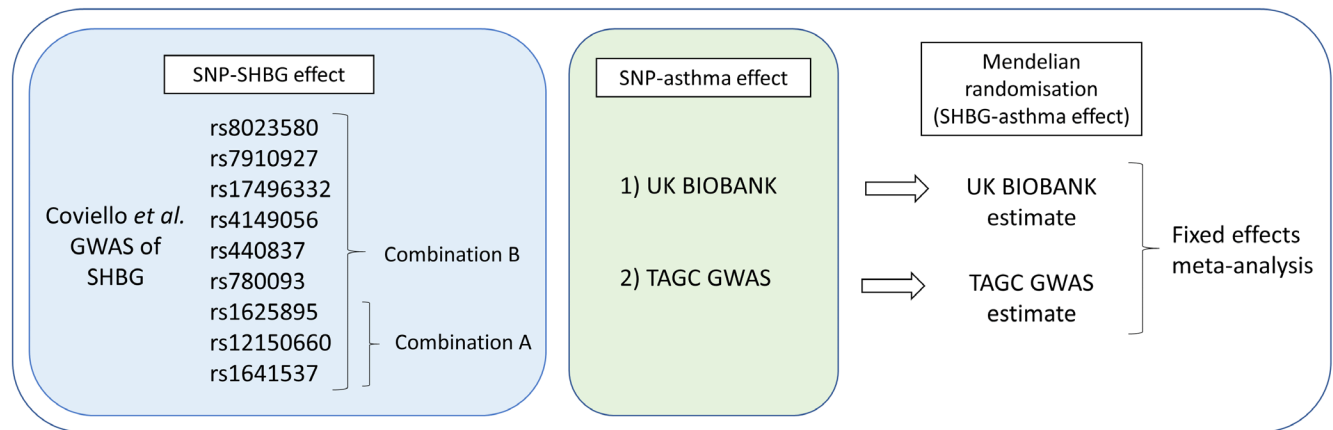 SNP-SHBG effect
Coviello et al.
GWAS of
SHBG
rs8023580
rs7910927
rs17496332
rs4149056
rs440837
rs780093
rs1625895
rs12150660
rs1641537
Combination B
Combination A
SNP-asthma effect
1) UK BIOBANK
2) TAGC GWAS
Mendelian
randomisation
(SHBG-asthma effect)
UK BIOBANK
estimate
TAGC GWAS
estimate
Fixed effects
meta-analysis